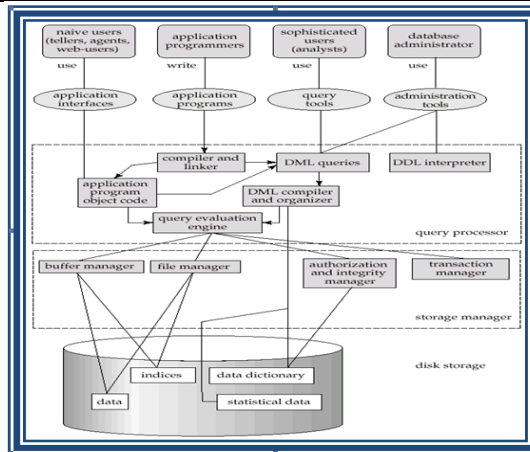 naive users
(tellers, agents,
web-users)
application
programmers
sophisticated
users
(analysts)
database
administrator
use
write
use
use
application
interfaces
application
programs
query
tools
administration
tools
compiler and
linker
DML queries
DDL interpreter
application
program
object code
DML compiler
and organizer
query evaluation
engine
query processor
buffer manager
file manager
authorization
and integrity
manager
transaction
manager
storage manager
disk storage
indices
data dictionary
data
statistical data